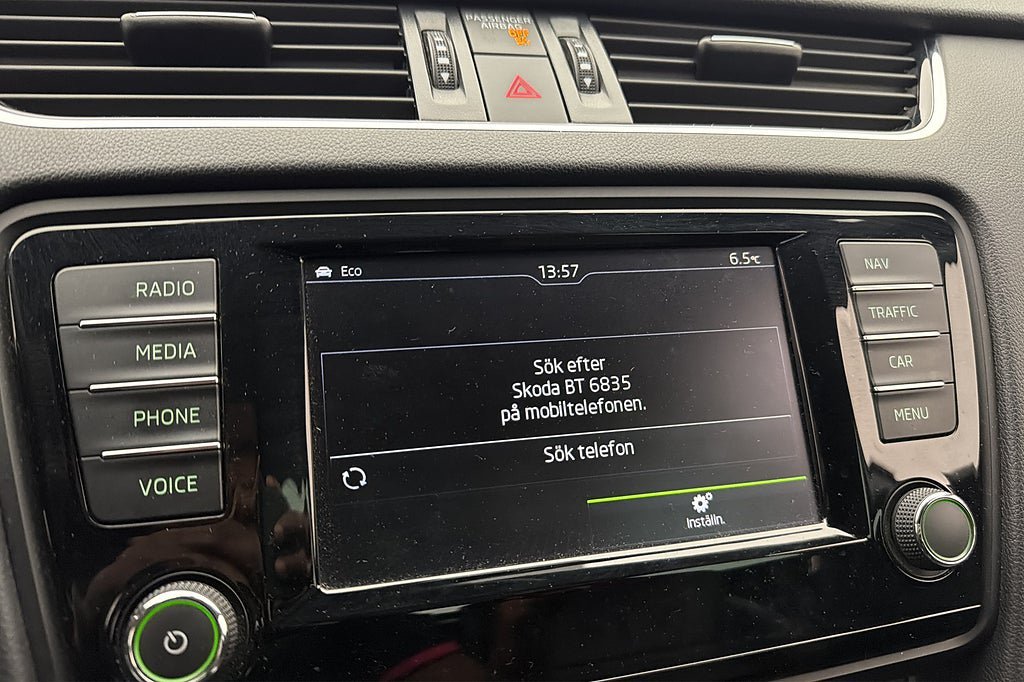 PASSENGER
AIRBAG
OFF
RADIO
MEDIA
PHONE
VOICE
Eco
13:57
6.5℃
Sök efter
Skoda BT 6835
på mobiltelefonen.
Sök telefon
Inställn.
NAV
TRAFFIC
CAR
MENU